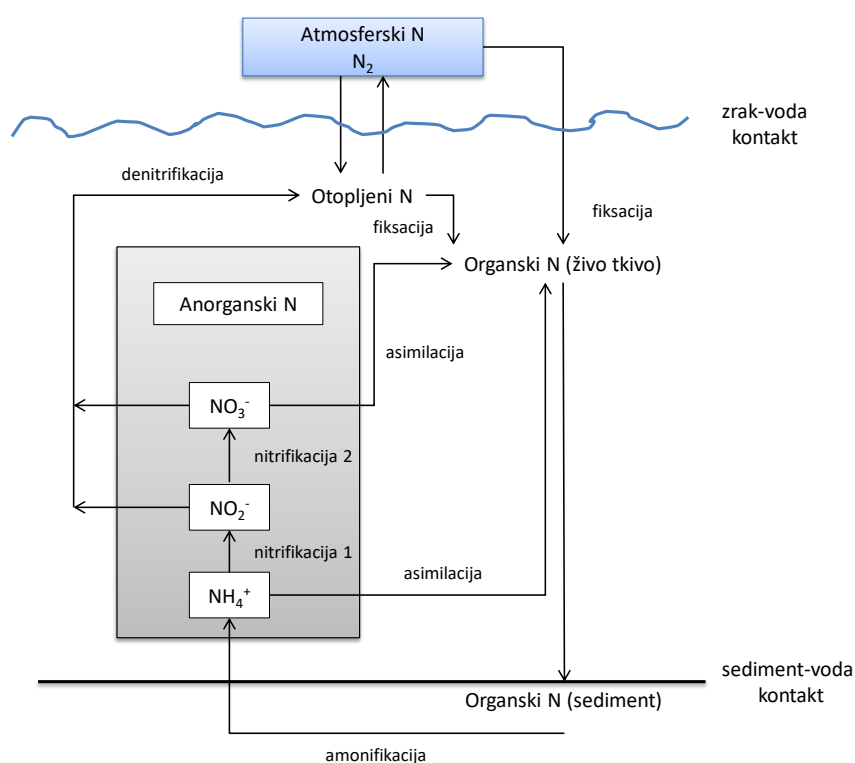 Atmosferski N
N₂
zrak-voda
kontakt
denitrifikacija
Otopljeni N
fiksacija
fiksacija
Organski N (živo tkivo)
Anorganski N
asimilacija
NO₃⁻
nitrifikacija 2
NO₂⁻
nitrifikacija 1
asimilacija
NH₄⁺
sediment-voda
kontakt
Organski N (sediment)
amonifikacija